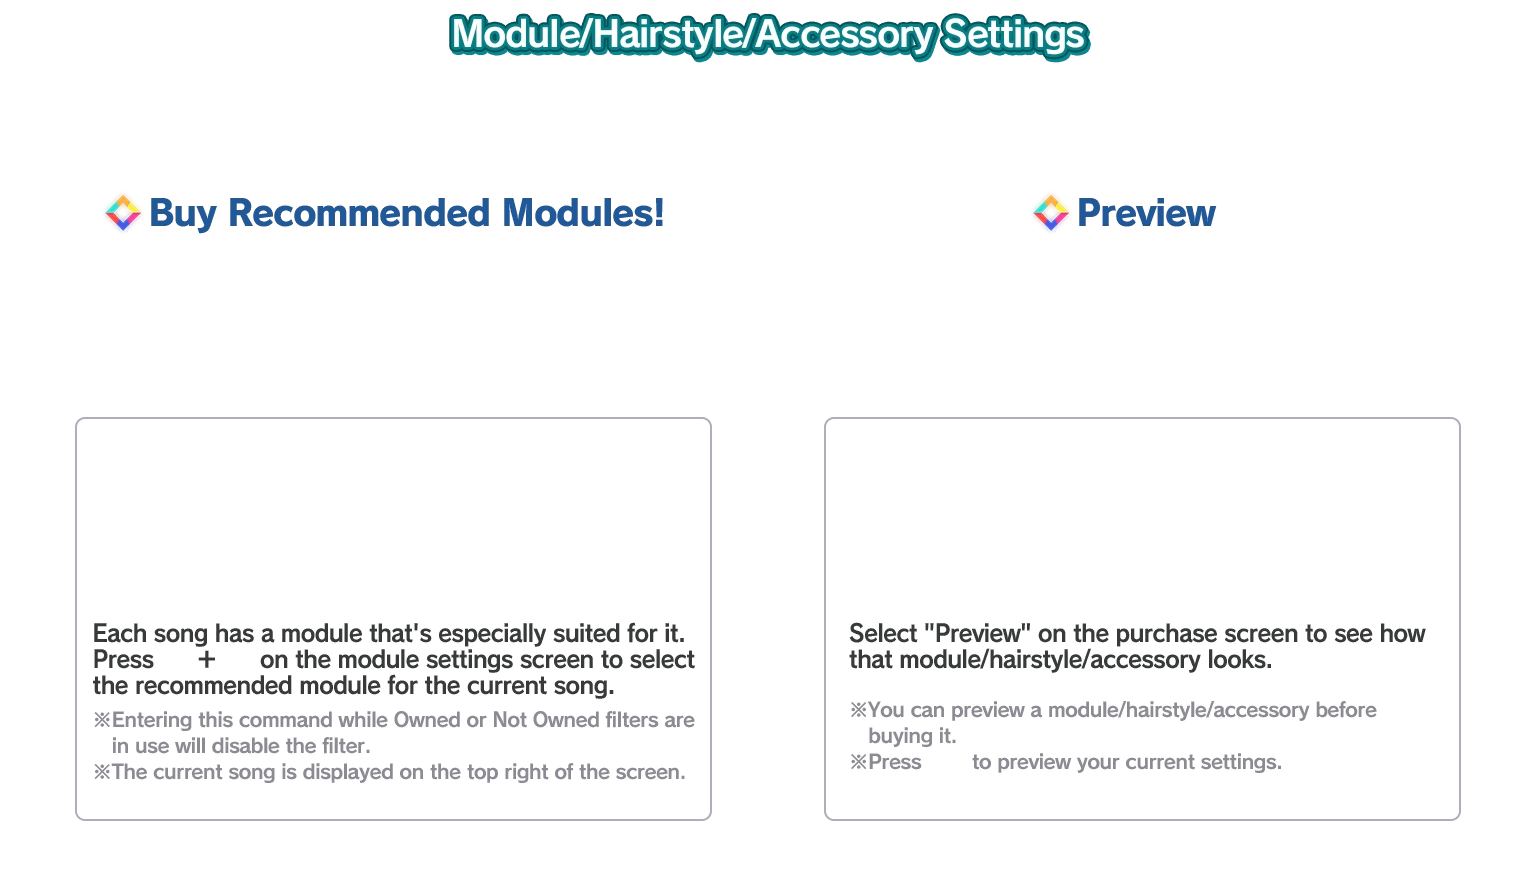 Module/Hairstyle/Accessory Settings
Buy Recommended Modules!
Each song has a module that's especially suited for it.
Press + on the module settings screen to select
the recommended module for the current song.
※Entering this command while Owned or Not Owned filters are
in use will disable the filter.
※The current song is displayed on the top right of the screen.
Preview
Select "Preview" on the purchase screen to see how
that module/hairstyle/accessory looks.
※You can preview a module/hairstyle/accessory before
buying it.
※Press to preview your current settings.